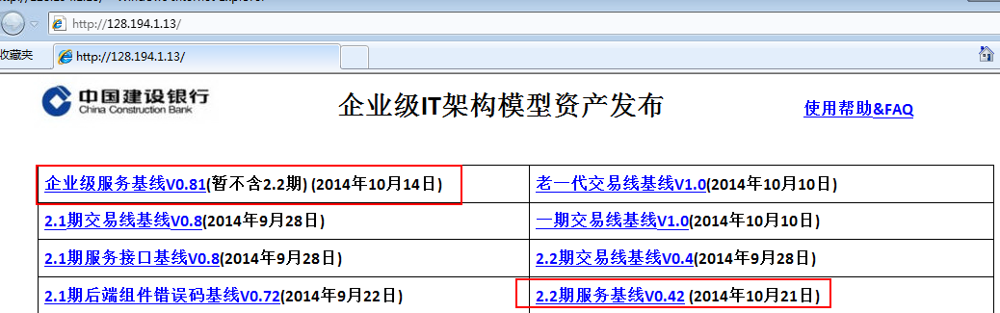 http://128.194.1.13/
收藏夹
http://128.194.1.13/
中国建设银行
China Construction Bank
企业级IT架构模型资产发布
使用帮助&FAQ
企业级服务基线V0.81(暂不含2.2期) (2014年10月14日)
老一代交易线基线V1.0(2014年10月10日)
2.1期交易线基线V0.8(2014年9月28日)
一期交易线基线V1.0(2014年10月10日)
2.1期服务接口基线V0.8(2014年9月28日)
2.2期交易线基线V0.4(2014年9月28日)
2.1期后端组件错误码基线V0.72(2014年9月22日)
2.2期服务基线V0.42 (2014年10月21日)